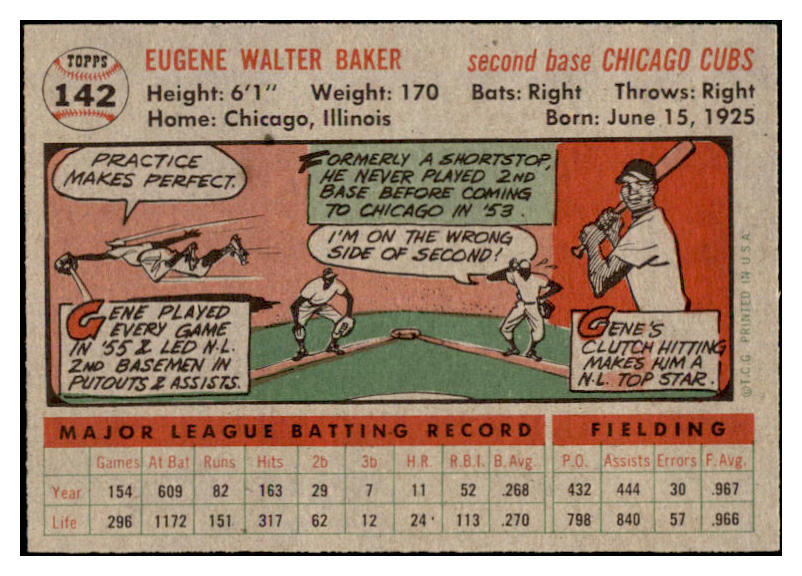 TOPPS
142
EUGENE WALTER BAKER
second base CHICAGO CUBS
Height: 6'1" Weight: 170 Bats: Right Throws: Right
Home: Chicago, Illinois Born: June 15, 1925
PRACTICE
MAKES PERFECT.
FORMERLY A SHORTSTOP,
HE NEVER PLAYED 2ND
BASE BEFORE COMING
TO CHICAGO IN '53.
I'M ON THE WRONG
SIDE OF SECOND!
GENE PLAYED
EVERY GAME
IN '55 & LED N.L.
2ND BASEMEN IN
PUTOUTS & ASSISTS.
GENE'S
CLUTCH HITTING
MAKES HIM A
N.L. TOP STAR.
©T.C.G. PRINTED IN U.S.A.
MAJOR LEAGUE BATTING RECORD FIELDING
Games At Bat Runs Hits 2b 3b H.R. R.B.I. B.Avg. P.O. Assists Errors F.Avg.
Year 154 609 82 163 29 7 11 52 .268 432 444 30 .967
Life 296 1172 151 317 62 12 24 113 .270 798 840 57 .966